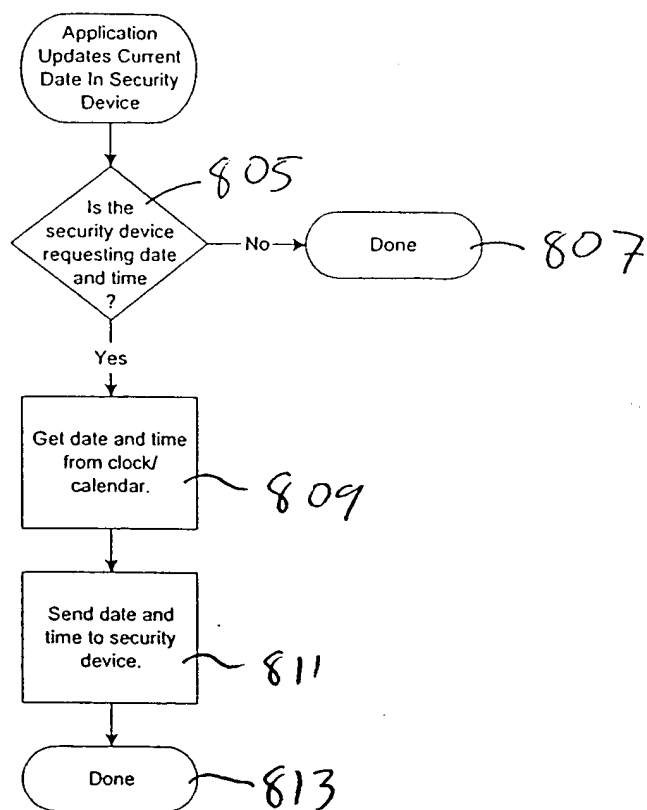 Application
Updates Current
Date In Security
Device
805
Is the
security device
requesting date
and time
?
No
Done
807
Yes
Get date and time
from clock/
calendar.
809
Send date and
time to security
device.
811
Done
813